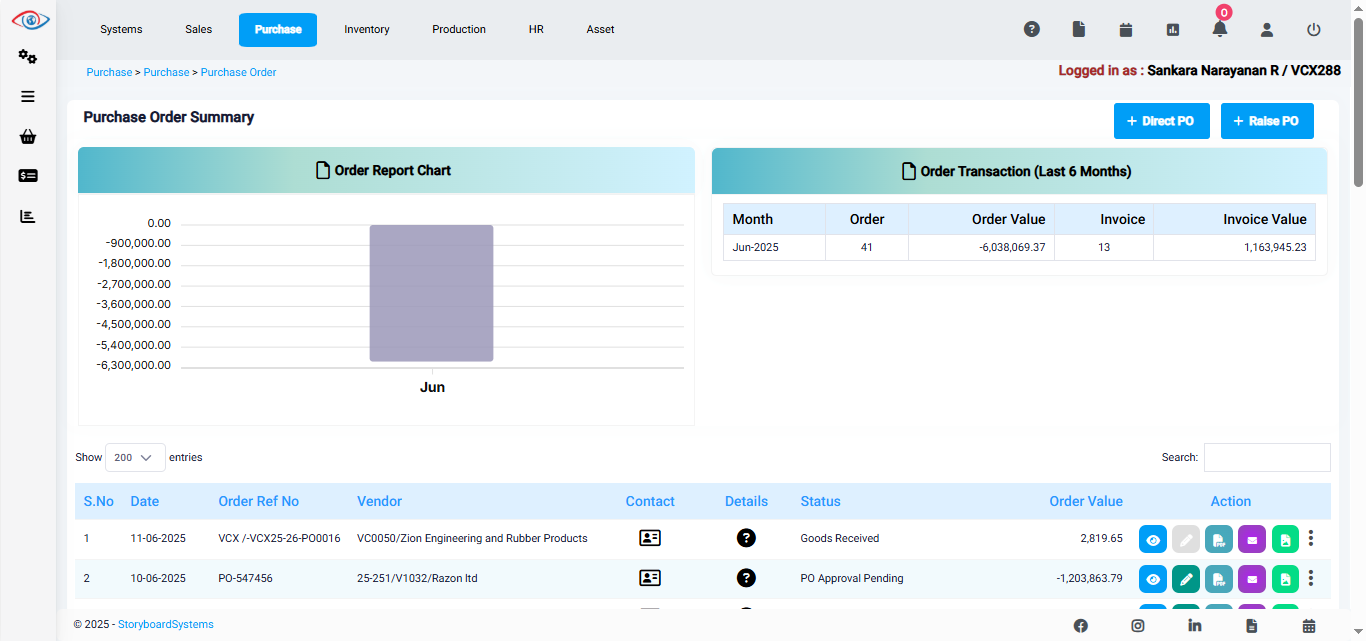 Systems Sales Purchase Inventory Production HR Asset 0
Purchase > Purchase > Purchase Order
Logged in as : Sankara Narayanan R / VCX288
Purchase Order Summary
+ Direct PO
+ Raise PO
Order Report Chart
0.00
-900,000.00
-1,800,000.00
-2,700,000.00
-3,600,000.00
-4,500,000.00
-5,400,000.00
-6,300,000.00
Jun
Order Transaction (Last 6 Months)
Month Order Order Value Invoice Invoice Value
Jun-2025 41 -6,038,069.37 13 1,163,945.23
Show 200 entries
Search:
S.No Date Order Ref No Vendor Contact Details Status Order Value Action
1 11-06-2025 VCX /-VCX25-26-PO0016 VC0050/Zion Engineering and Rubber Products Goods Received 2,819.65
2 10-06-2025 PO-547456 25-251/V1032/Razon ltd PO Approval Pending -1,203,863.79
© 2025 - StoryboardSystems